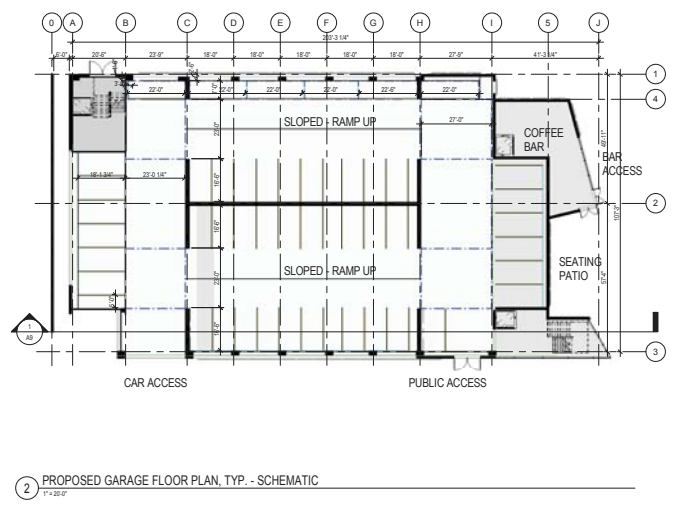 0 A B C D E F G H I 5 J
203'-3 1/4"
6'-0" 20'-6" 23'-9" 18'-0" 18'-0" 18'-0" 18'-0" 18'-0" 27'-9" 41'-3 3/4"
1
4
22'-0" 22'-0" 22'-0" 22'-0" 22'-6" 22'-0"
SLOPED - RAMP UP
27'-0"
23'-0"
COFFEE
BAR
BAR
ACCESS
18'-1 3/4" 23'-0 1/4"
16'-6"
2
107'-3"
16'-6"
SEATING
PATIO
SLOPED - RAMP UP
23'-0"
57'-4"
5'-0"
16'-6"
1
A9
3
CAR ACCESS
PUBLIC ACCESS
2
PROPOSED GARAGE FLOOR PLAN, TYP. - SCHEMATIC
1" = 20'-0"